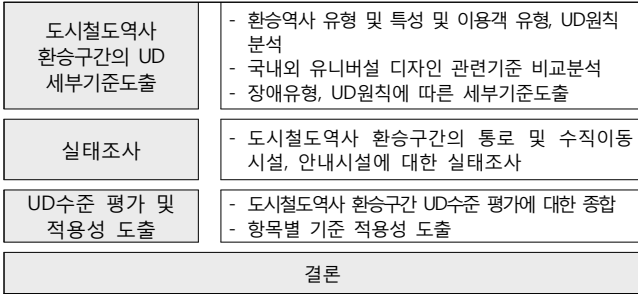 도시철도역사
환승구간의 UD
세부기준도출
- 환승역사 유형 및 특성 및 이용객 유형, UD원칙
분석
- 국내외 유니버설 디자인 관련기준 비교분석
- 장애유형, UD원칙에 따른 세부기준도출
실태조사
- 도시철도역사 환승구간의 통로 및 수직이동
시설, 안내시설에 대한 실태조사
UD수준 평가 및
적용성 도출
- 도시철도역사 환승구간 UD수준 평가에 대한 종합
- 항목별 기준 적용성 도출
결론